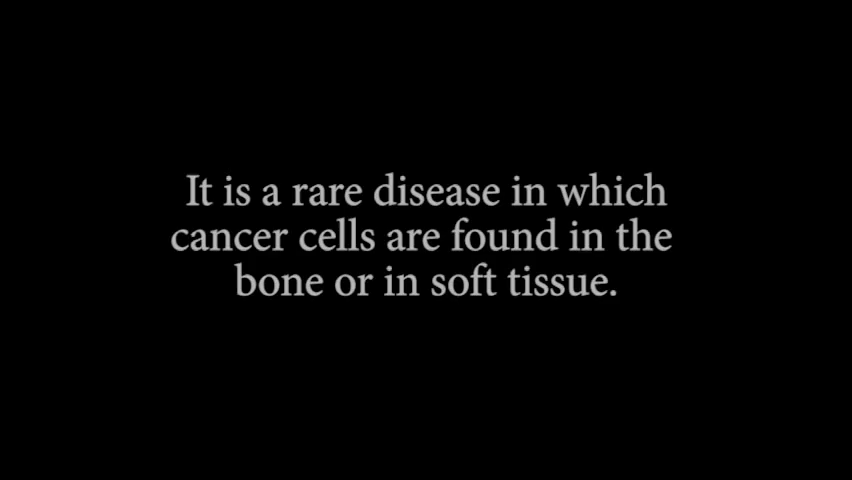 It is a rare disease in which
cancer cells are found in the
bone or in soft tissue.